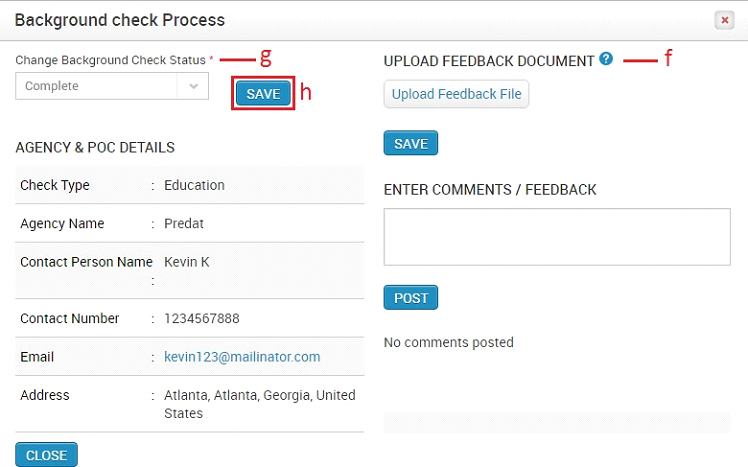 Background check Process
Change Background Check Status *
g
Complete
SAVE
h
AGENCY & POC DETAILS
Check Type : Education
Agency Name : Predat
Contact Person Name : Kevin K
Contact Number : 1234567888
Email : kevin123@mailinator.com
Address : Atlanta, Atlanta, Georgia, United
States
CLOSE
UPLOAD FEEDBACK DOCUMENT ?
f
Upload Feedback File
SAVE
ENTER COMMENTS / FEEDBACK
POST
No comments posted